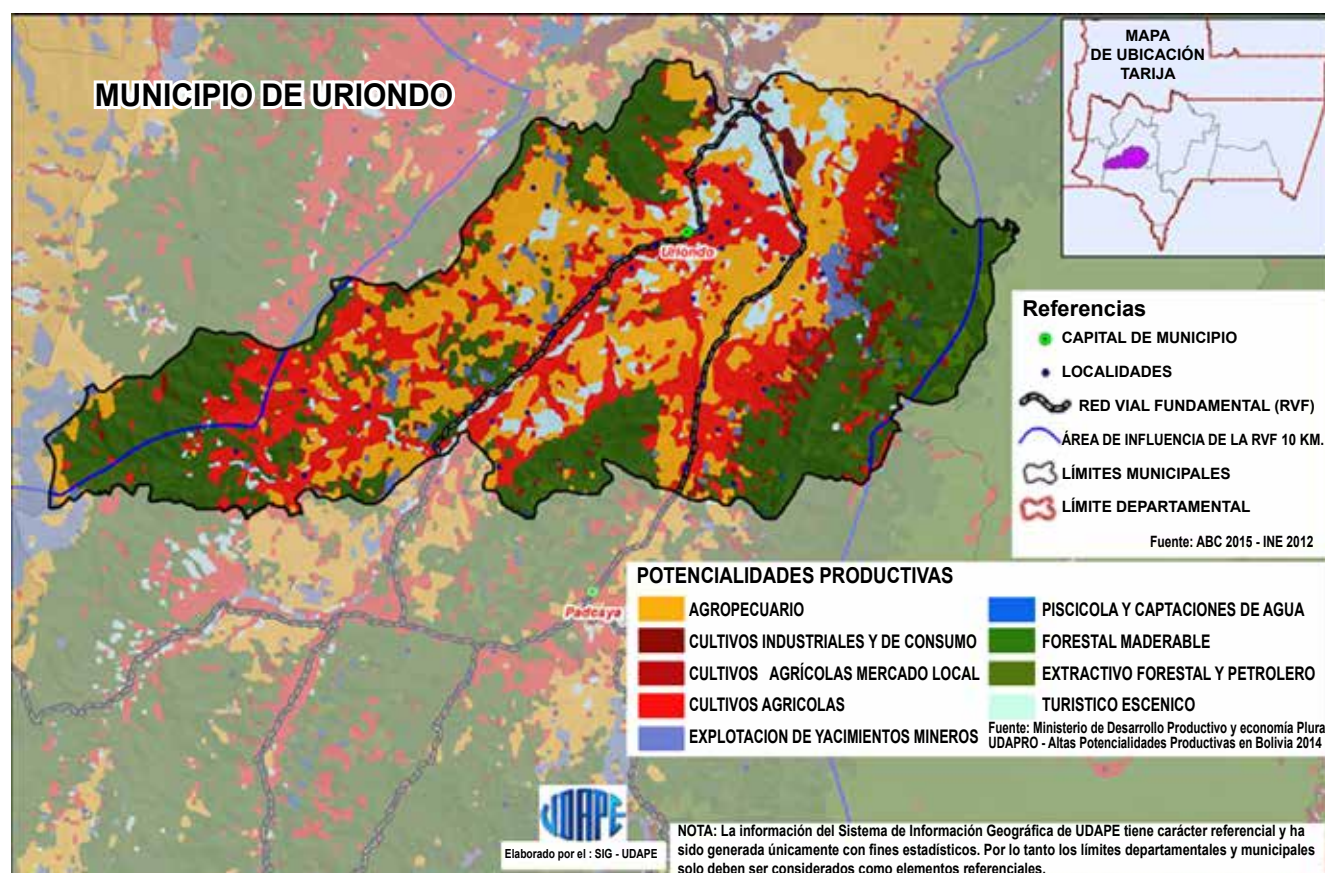 MUNICIPIO DE URIONDO
MAPA
DE UBICACIÓN
TARIJA
Uriondo
Padcaya
Referencias
CAPITAL DE MUNICIPIO
LOCALIDADES
RED VIAL FUNDAMENTAL (RVF)
ÁREA DE INFLUENCIA DE LA RVF 10 KM.
LÍMITES MUNICIPALES
LÍMITE DEPARTAMENTAL
Fuente: ABC 2015 - INE 2012
POTENCIALIDADES PRODUCTIVAS
AGROPECUARIO
CULTIVOS INDUSTRIALES Y DE CONSUMO
CULTIVOS AGRÍCOLAS MERCADO LOCAL
CULTIVOS AGRICOLAS
EXPLOTACION DE YACIMIENTOS MINEROS
PISCICOLA Y CAPTACIONES DE AGUA
FORESTAL MADERABLE
EXTRACTIVO FORESTAL Y PETROLERO
TURISTICO ESCENICO
Fuente: Ministerio de Desarrollo Productivo y economía Plura
UDAPRO - Altas Potencialidades Productivas en Bolivia 2014
UDAPE
Elaborado por el : SIG - UDAPE
NOTA: La información del Sistema de Información Geográfica de UDAPE tiene carácter referencial y ha
sido generada únicamente con fines estadísticos. Por lo tanto los límites departamentales y municipales
solo deben ser considerados como elementos referenciales.